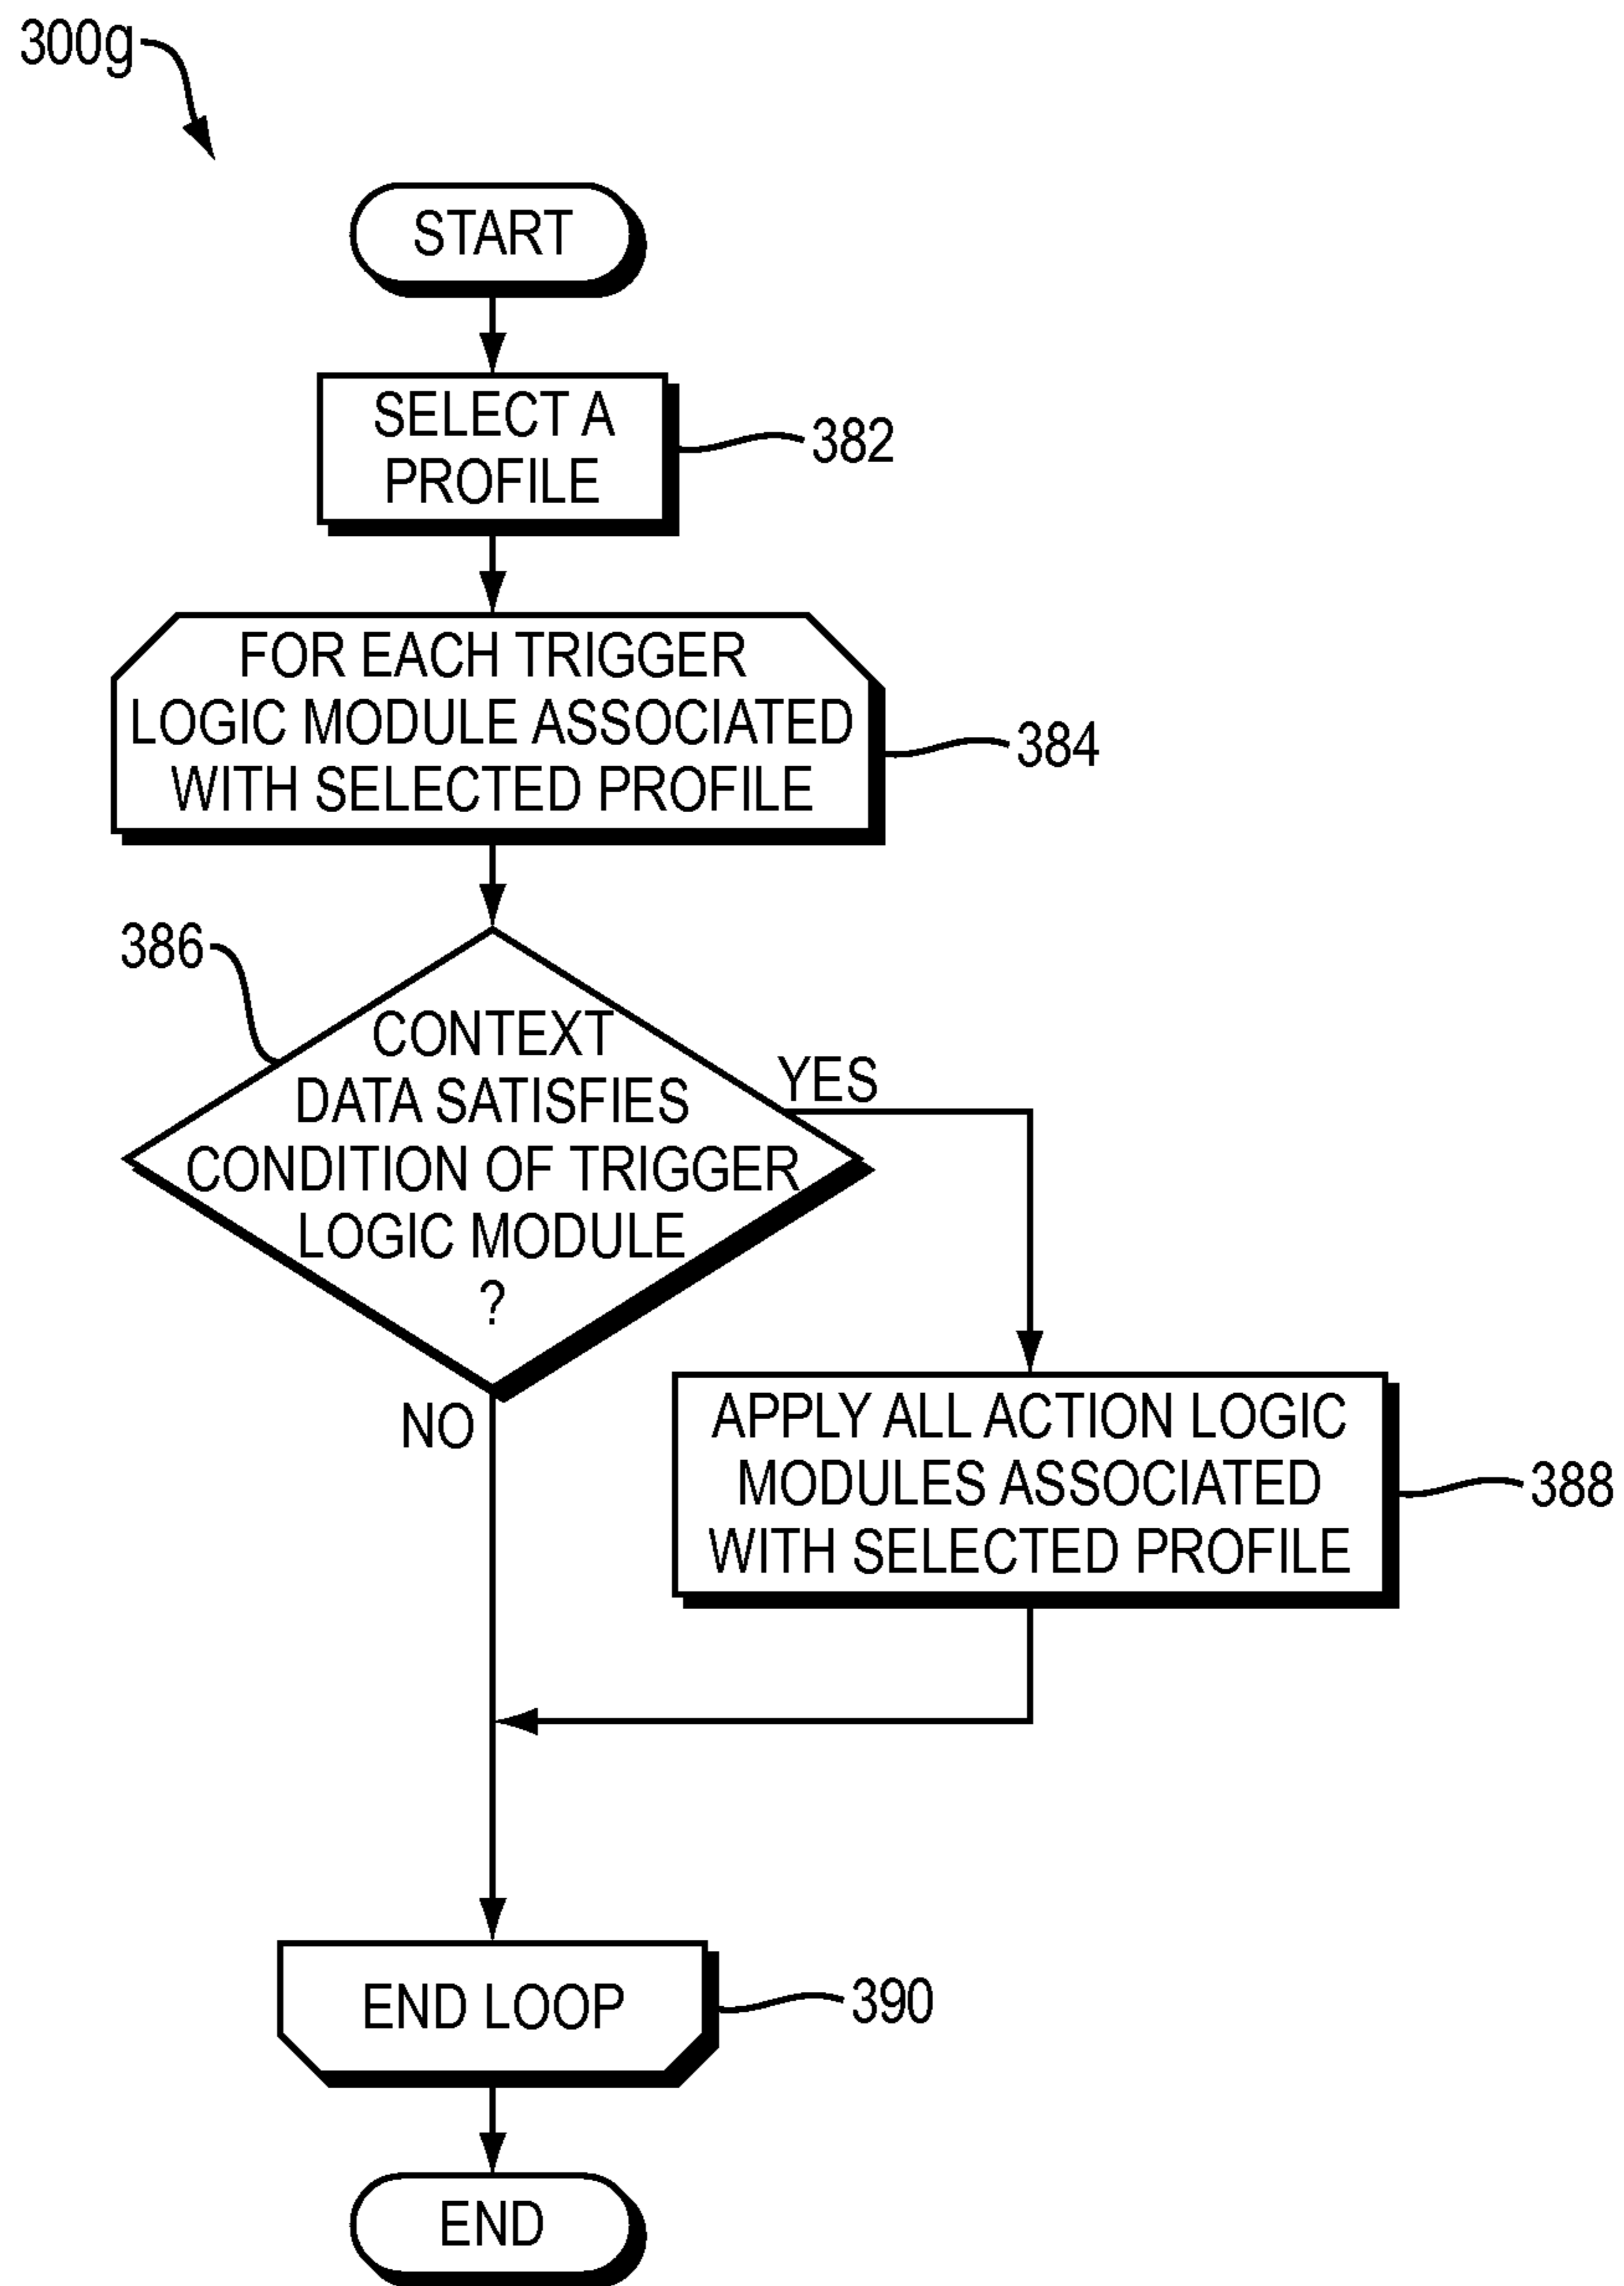 300g
START
SELECT A
PROFILE
382
FOR EACH TRIGGER
LOGIC MODULE ASSOCIATED
WITH SELECTED PROFILE
384
386
CONTEXT
DATA SATISFIES
CONDITION OF TRIGGER
LOGIC MODULE
?
YES
NO
APPLY ALL ACTION LOGIC
MODULES ASSOCIATED
WITH SELECTED PROFILE
388
END LOOP
390
END